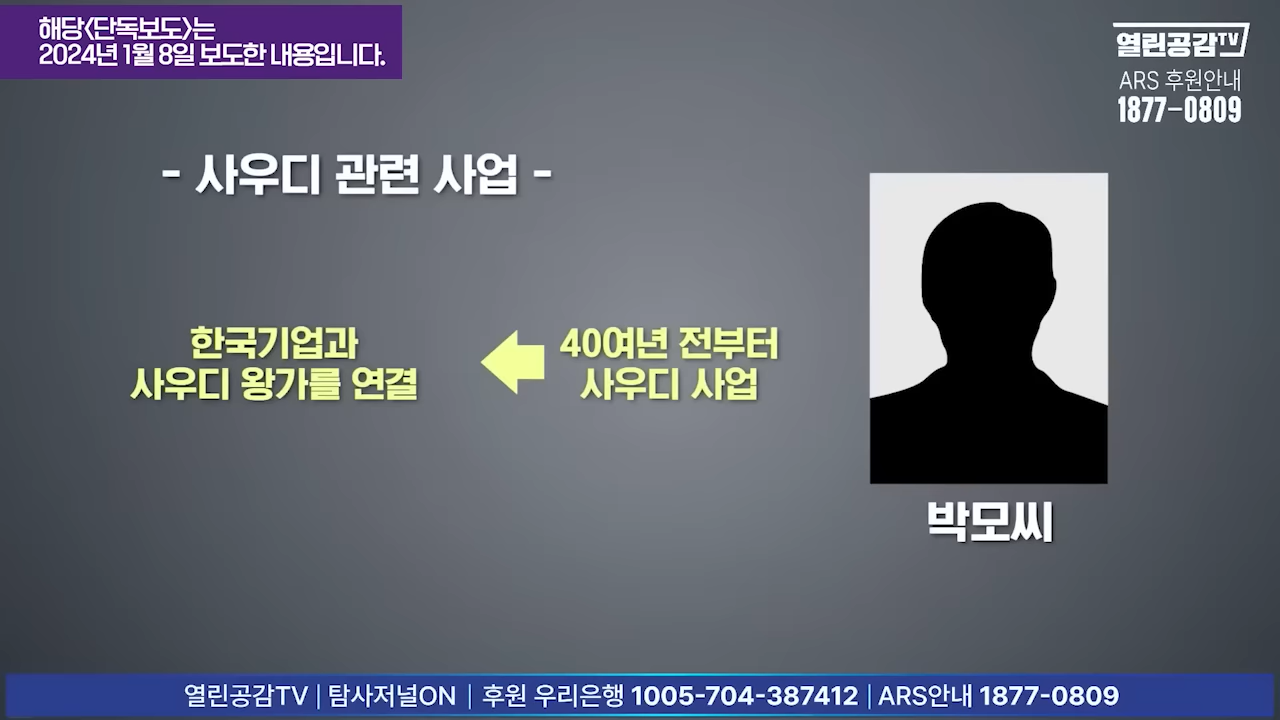 해당<단독보도>는
2024년 1월 8일 보도한 내용입니다.
열린공감TV
ARS 후원안내
1877-0809
- 사우디 관련 사업 -
한국기업과
사우디 왕가를 연결
40여년 전부터
사우디 사업
박모씨
열린공감TV | 탐사저널ON | 후원 우리은행 1005-704-387412 | ARS안내 1877-0809